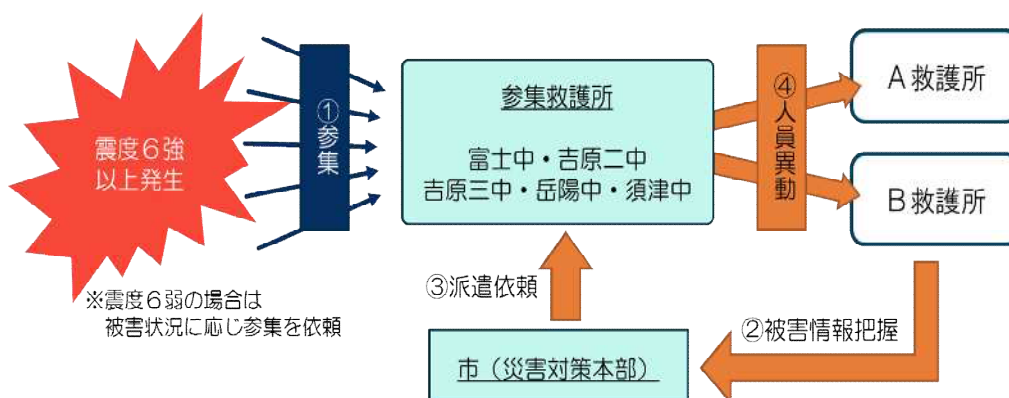 震度6強
以上発生
①参集
参集救護所
富士中・吉原二中
吉原三中・岳陽中・須津中
④人員異動
A救護所
B救護所
※震度6弱の場合は
被害状況に応じ参集を依頼
③派遣依頼
②被害情報把握
市（災害対策本部）